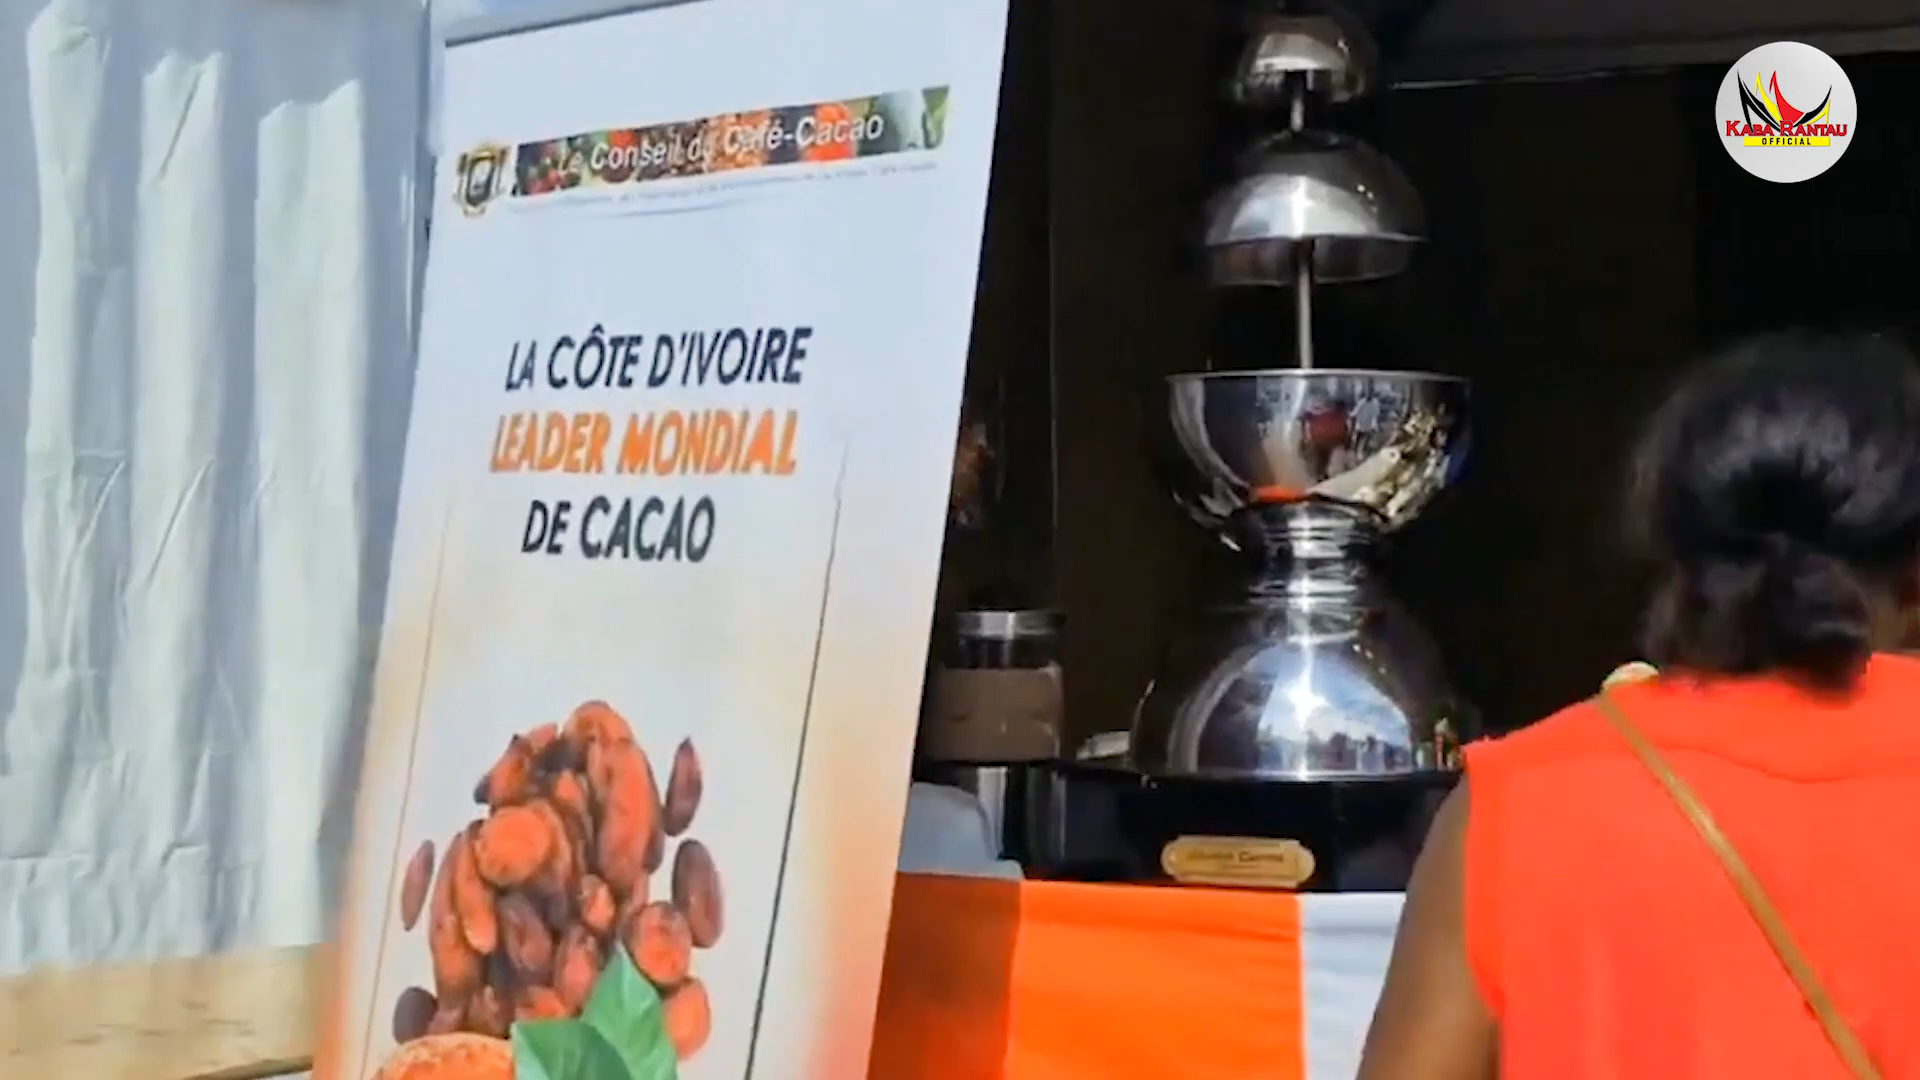 Le Conseil du Café-Cacao
LA CÔTE D'IVOIRE
LEADER MONDIAL
DE CACAO
KABA RANTAU
OFFICIAL